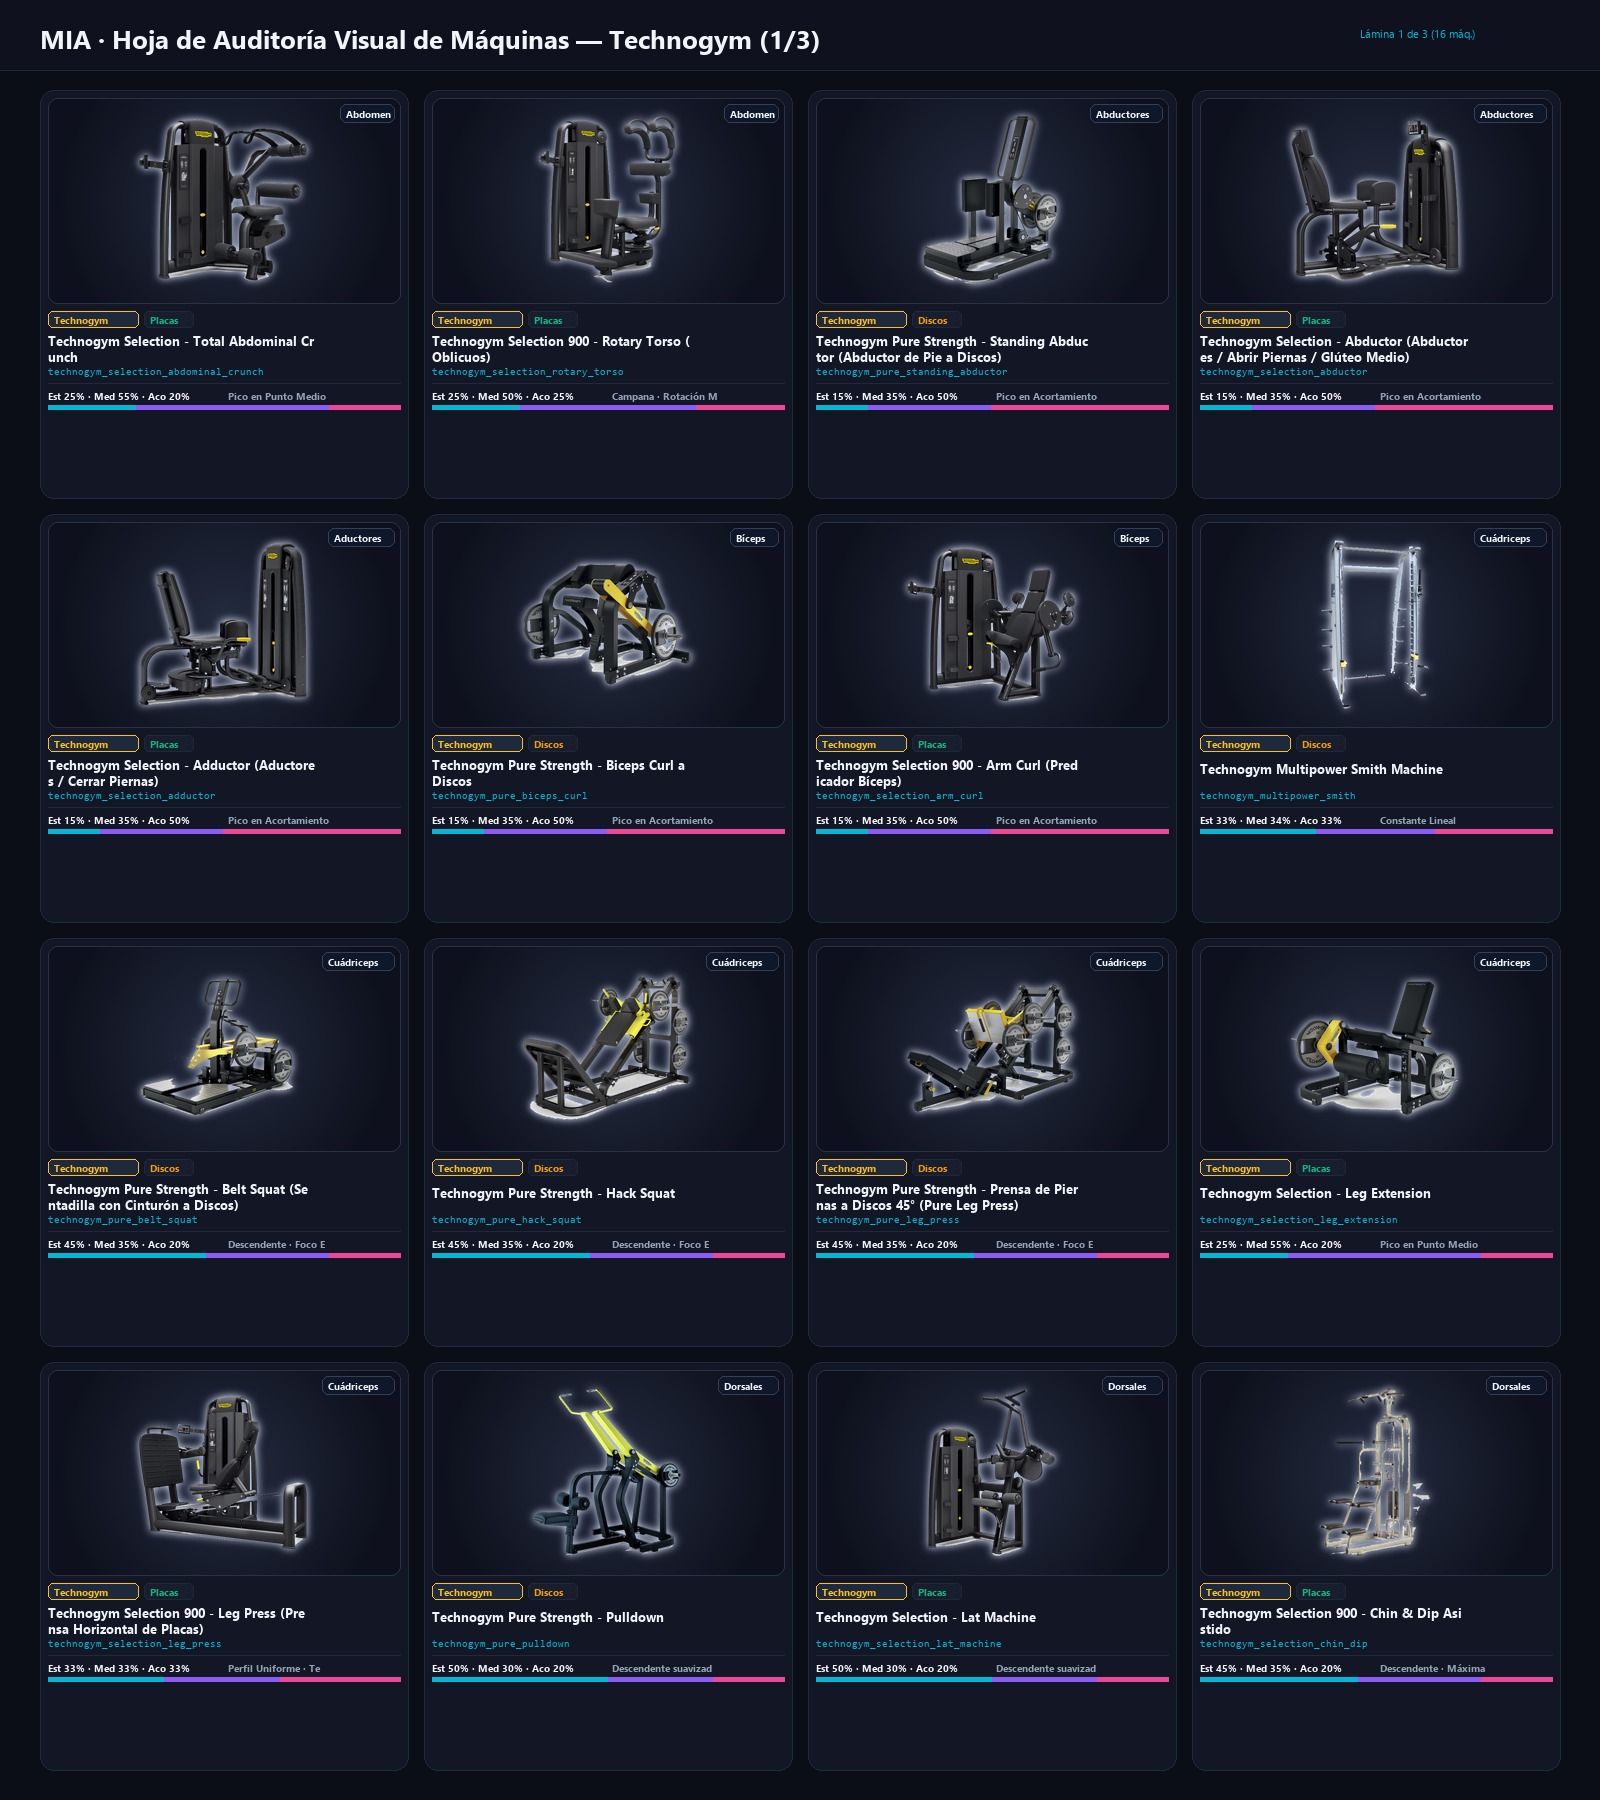 MIA · Hoja de Auditoría Visual de Máquinas — Technogym (1/3)
Lámina 1 de 3 (16 máq.)
Abdomen
Technogym
Placas
Technogym Selection - Total Abdominal Cr
unch
technogym_selection_abdominal_crunch
Est 25% · Med 55% · Aco 20%
Pico en Punto Medio
Abdomen
Technogym
Placas
Technogym Selection 900 - Rotary Torso (
Oblicuos)
technogym_selection_rotary_torso
Est 25% · Med 50% · Aco 25%
Campana · Rotación M
Abductores
Technogym
Discos
Technogym Pure Strength - Standing Abduc
tor (Abductor de Pie a Discos)
technogym_pure_standing_abductor
Est 15% · Med 35% · Aco 50%
Pico en Acortamiento
Abductores
Technogym
Placas
Technogym Selection - Abductor (Abductor
es / Abrir Piernas / Glúteo Medio)
technogym_selection_abductor
Est 15% · Med 35% · Aco 50%
Pico en Acortamiento
Aductores
Technogym
Placas
Technogym Selection - Adductor (Aductore
s / Cerrar Piernas)
technogym_selection_adductor
Est 15% · Med 35% · Aco 50%
Pico en Acortamiento
Bíceps
Technogym
Discos
Technogym Pure Strength - Biceps Curl a
Discos
technogym_pure_biceps_curl
Est 15% · Med 35% · Aco 50%
Pico en Acortamiento
Bíceps
Technogym
Placas
Technogym Selection 900 - Arm Curl (Pred
icador Bíceps)
technogym_selection_arm_curl
Est 15% · Med 35% · Aco 50%
Pico en Acortamiento
Cuádriceps
Technogym
Discos
Technogym Multipower Smith Machine
technogym_multipower_smith
Est 33% · Med 34% · Aco 33%
Constante Lineal
Cuádriceps
Technogym
Discos
Technogym Pure Strength - Belt Squat (Se
ntadilla con Cinturón a Discos)
technogym_pure_belt_squat
Est 45% · Med 35% · Aco 20%
Descendente · Foco E
Cuádriceps
Technogym
Discos
Technogym Pure Strength - Hack Squat
technogym_pure_hack_squat
Est 45% · Med 35% · Aco 20%
Descendente · Foco E
Cuádriceps
Technogym
Discos
Technogym Pure Strength - Prensa de Pier
nas a Discos 45° (Pure Leg Press)
technogym_pure_leg_press
Est 45% · Med 35% · Aco 20%
Descendente · Foco E
Cuádriceps
Technogym
Placas
Technogym Selection - Leg Extension
technogym_selection_leg_extension
Est 25% · Med 55% · Aco 20%
Pico en Punto Medio
Cuádriceps
Technogym
Placas
Technogym Selection 900 - Leg Press (Pre
nsa Horizontal de Placas)
technogym_selection_leg_press
Est 33% · Med 33% · Aco 33%
Perfil Uniforme · Te
Dorsales
Technogym
Discos
Technogym Pure Strength - Pulldown
technogym_pure_pulldown
Est 50% · Med 30% · Aco 20%
Descendente suavizad
Dorsales
Technogym
Placas
Technogym Selection - Lat Machine
technogym_selection_lat_machine
Est 50% · Med 30% · Aco 20%
Descendente suavizad
Dorsales
Technogym
Placas
Technogym Selection 900 - Chin & Dip Asi
stido
technogym_selection_chin_dip
Est 45% · Med 35% · Aco 20%
Descendente · Máxima